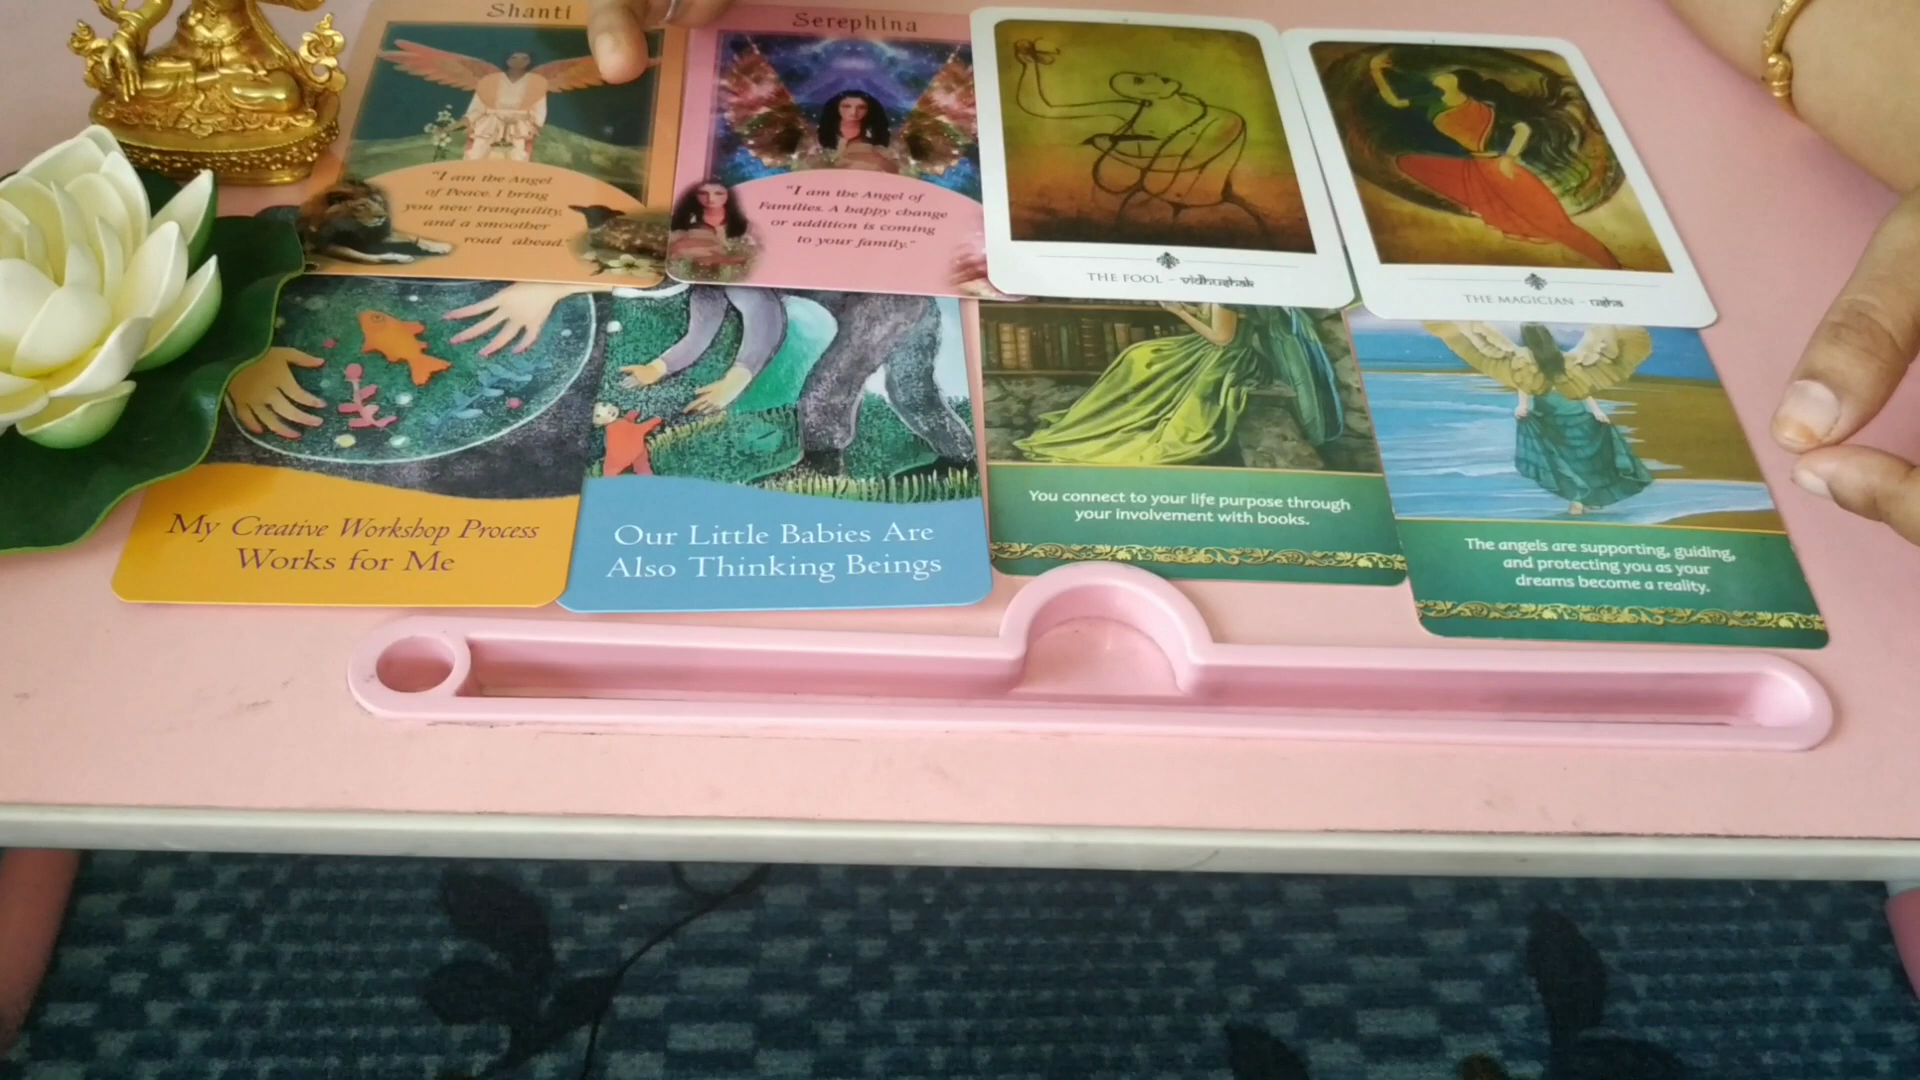 Shanti
"I am the Angel
of Peace. I bring
you new tranquility,
and a smoother
road ahead."
Serephina
"I am the Angel of
Families. A happy change
or addition is coming
to your family."
THE FOOL - vidhushak
THE MAGICIAN - usha
My Creative Workshop Process
Works for Me
Our Little Babies Are
Also Thinking Beings
You connect to your life purpose through
your involvement with books.
The angels are supporting, guiding,
and protecting you as your
dreams become a reality.